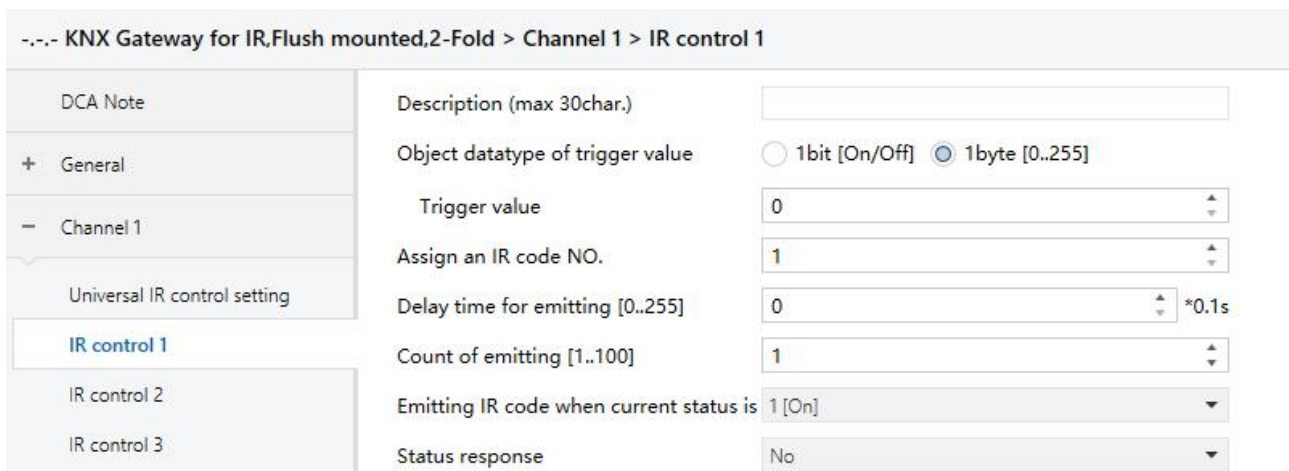 -.-.- KNX Gateway for IR,Flush mounted,2-Fold > Channel 1 > IR control 1
DCA Note
+ General
− Channel 1
Universal IR control setting
IR control 1
IR control 2
IR control 3
Description (max 30char.)
Object datatype of trigger value 1bit [On/Off] 1byte [0..255]
Trigger value 0
Assign an IR code NO. 1
Delay time for emitting [0..255] 0 *0.1s
Count of emitting [1..100] 1
Emitting IR code when current status is 1 [On]
Status response No